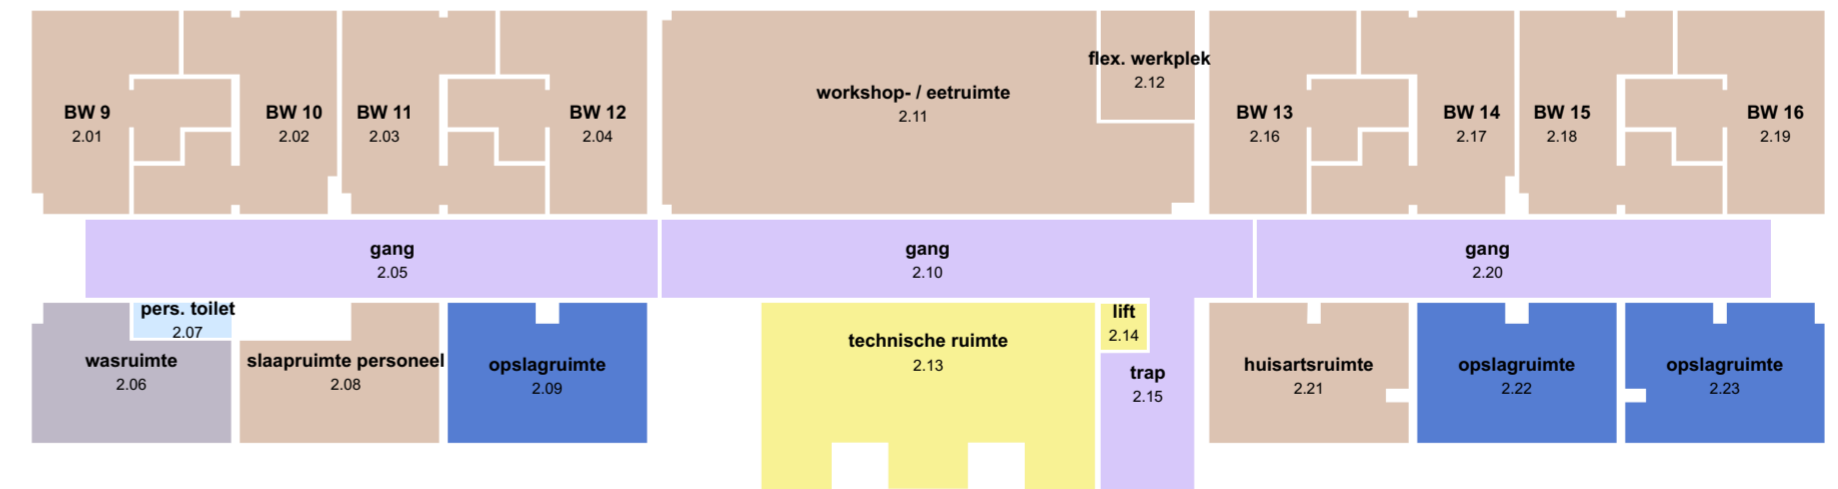 flex. werkplek
2.12
workshop- / eetruimte
2.11
BW 9
2.01
BW 10
2.02
BW 11
2.03
BW 12
2.04
BW 13
2.16
BW 14
2.17
BW 15
2.18
BW 16
2.19
gang
2.05
gang
2.10
gang
2.20
pers. toilet
2.07
wasruimte
2.06
slaapruimte personeel
2.08
opslagruimte
2.09
technische ruimte
2.13
lift
2.14
trap
2.15
huisartsruimte
2.21
opslagruimte
2.22
opslagruimte
2.23